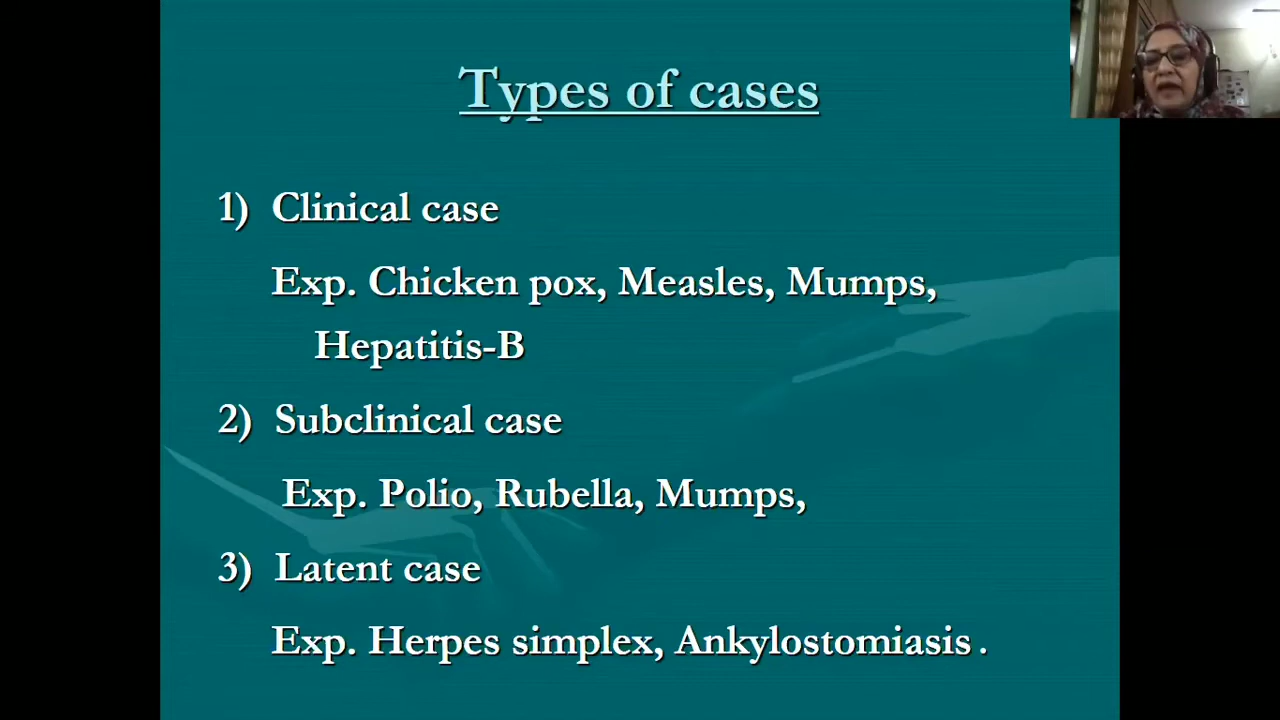 Types of cases
1) Clinical case
Exp. Chicken pox, Measles, Mumps,
Hepatitis-B
2) Subclinical case
Exp. Polio, Rubella, Mumps,
3) Latent case
Exp. Herpes simplex, Ankylostomiasis .